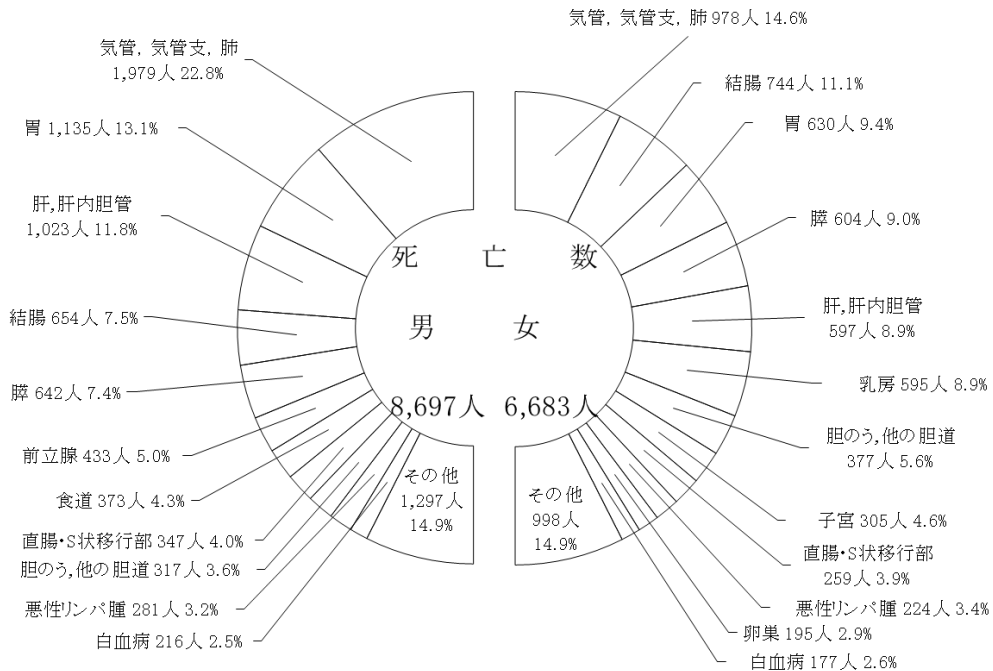 気管, 気管支, 肺
1,979人 22.8%
胃 1,135人 13.1%
肝,肝内胆管
1,023人 11.8%
結腸 654人 7.5%
膵 642人 7.4%
前立腺 433人 5.0%
食道 373人 4.3%
直腸・S状移行部 347人 4.0%
胆のう,他の胆道 317人 3.6%
悪性リンパ腫 281人 3.2%
白血病 216人 2.5%
その他
1,297人
14.9%
死 亡 数
男 女
8,697人 6,683人
気管, 気管支, 肺 978人 14.6%
結腸 744人 11.1%
胃 630人 9.4%
膵 604人 9.0%
肝,肝内胆管
597人 8.9%
乳房 595人 8.9%
胆のう,他の胆道
377人 5.6%
子宮 305人 4.6%
直腸・S状移行部
259人 3.9%
悪性リンパ腫 224人 3.4%
卵巣 195人 2.9%
白血病 177人 2.6%
その他
998人
14.9%